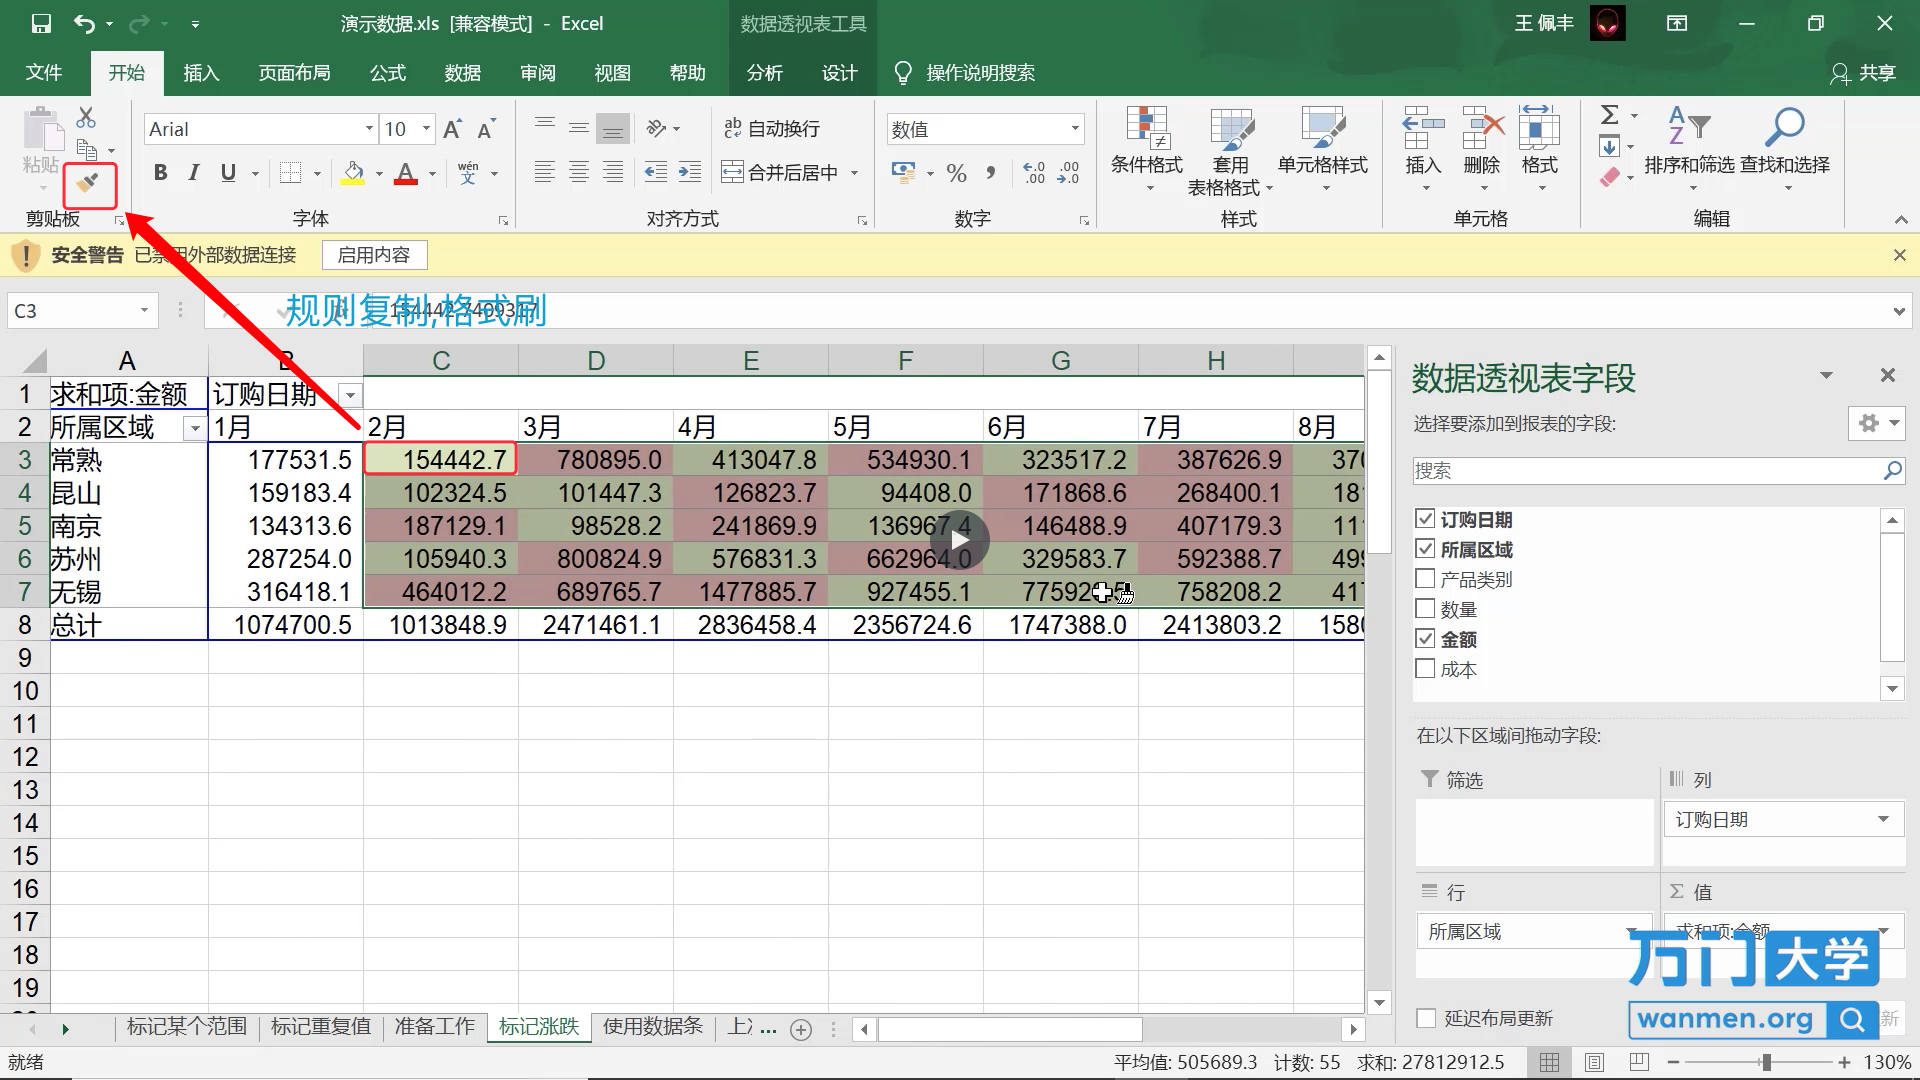 演示数据.xls [兼容模式] - Excel
数据透视表工具
王 佩丰
文件 开始 插入 页面布局 公式 数据 审阅 视图 帮助 分析 设计 操作说明搜索 共享
粘贴
剪贴板
Arial 10
B I U A wén 文
字体
自动换行
合并后居中
对齐方式
数值
%
数字
条件格式 套用 表格格式 单元格样式
样式
插入 删除 格式
单元格
排序和筛选 查找和选择
编辑
安全警告 已禁用外部数据连接 启用内容
C3
规则复制,格式刷
A B C D E F G H
1 求和项:金额 订购日期
2 所属区域 1月 2月 3月 4月 5月 6月 7月 8月
3 常熟 177531.5 154442.7 780895.0 413047.8 534930.1 323517.2 387626.9
4 昆山 159183.4 102324.5 101447.3 126823.7 94408.0 171868.6 268400.1
5 南京 134313.6 187129.1 98528.2 241869.9 136967.4 146488.9 407179.3
6 苏州 287254.0 105940.3 800824.9 576831.3 662964.0 329583.7 592388.7
7 无锡 316418.1 464012.2 689765.7 1477885.7 927455.1 758208.2
8 总计 1074700.5 1013848.9 2471461.1 2836458.4 2356724.6 1747388.0 2413803.2
9
10
11
12
13
14
15
16
17
18
19
数据透视表字段
选择要添加到报表的字段:
搜索
订购日期
所属区域
产品类别
数量
金额
成本
在以下区域间拖动字段:
筛选
列
订购日期
行
所属区域
Σ 值
求和项:金额
延迟布局更新
万门大学
wanmen.org
标记某个范围 标记重复值 准备工作 标记涨跌 使用数据条 ...
就绪
平均值: 505689.3 计数: 55 求和: 27812912.5 130%